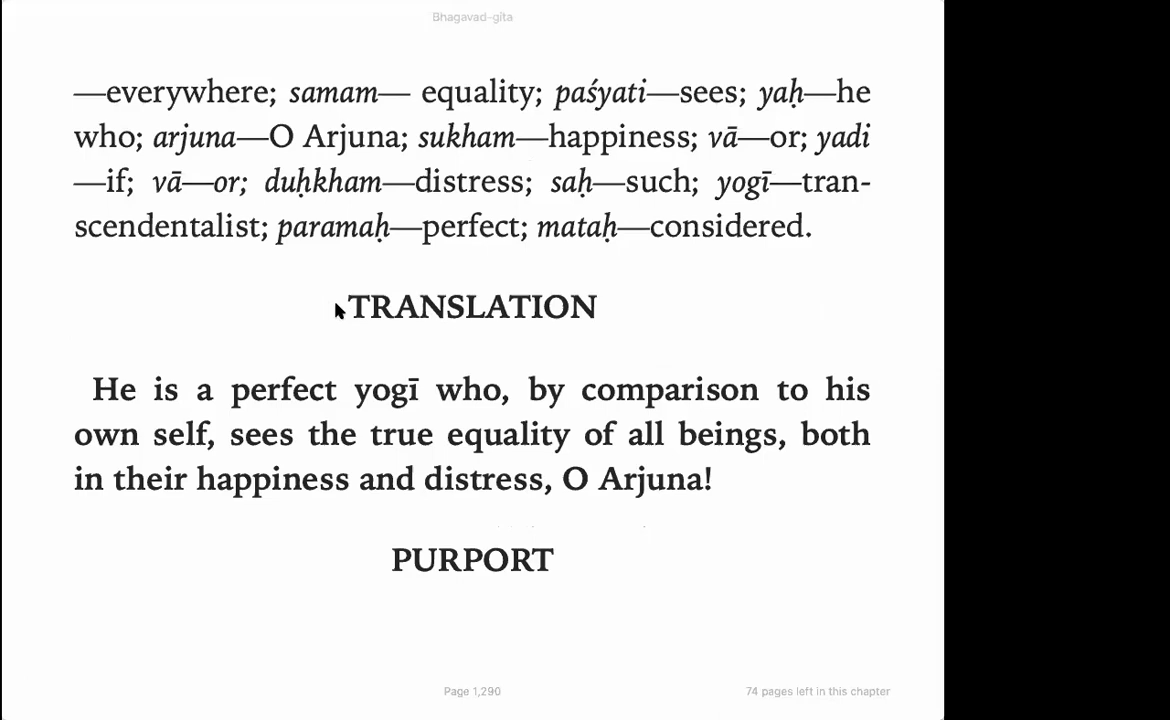 Bhagavad-gita
—everywhere; samam— equality; paśyati—sees; yaḥ—he
who; arjuna—O Arjuna; sukham—happiness; vā—or; yadi
—if; vā—or; duḥkham—distress; saḥ—such; yogī—tran-
scendentalist; paramaḥ—perfect; mataḥ—considered.
TRANSLATION
He is a perfect yogī who, by comparison to his
own self, sees the true equality of all beings, both
in their happiness and distress, O Arjuna!
PURPORT
Page 1,290
74 pages left in this chapter